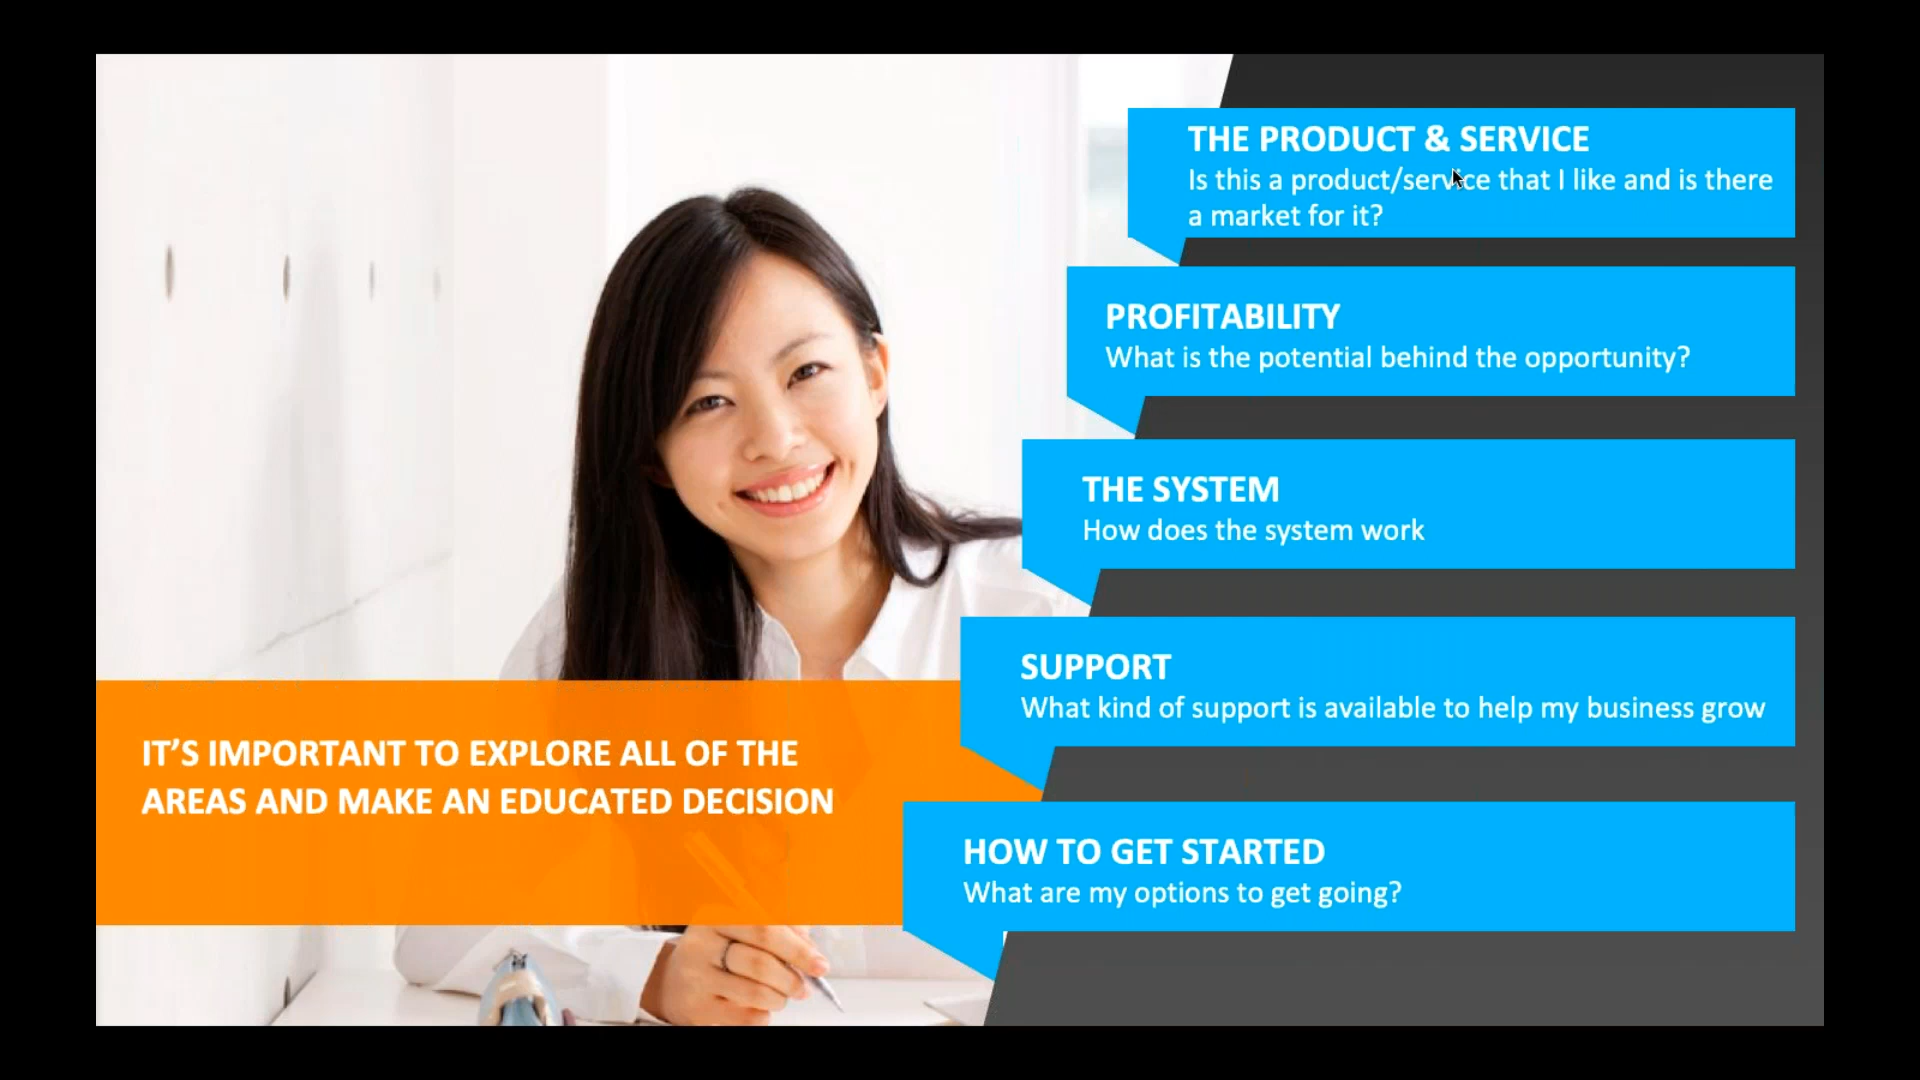 THE PRODUCT & SERVICE
Is this a product/service that I like and is there
a market for it?
PROFITABILITY
What is the potential behind the opportunity?
THE SYSTEM
How does the system work
SUPPORT
What kind of support is available to help my business grow
IT’S IMPORTANT TO EXPLORE ALL OF THE
AREAS AND MAKE AN EDUCATED DECISION
HOW TO GET STARTED
What are my options to get going?